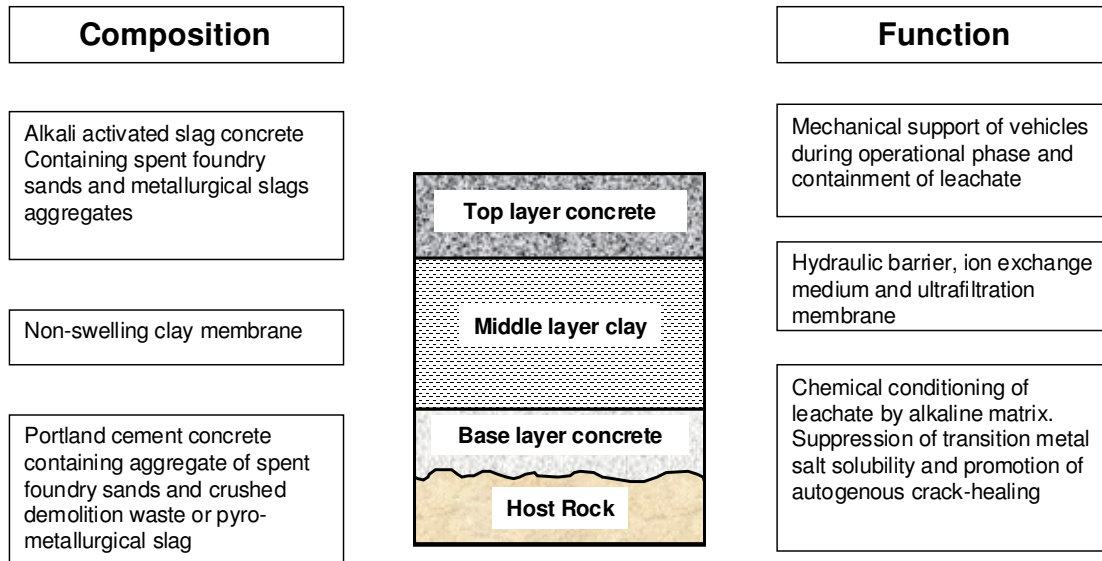 Composition
Function
Alkali activated slag concrete
Containing spent foundry
sands and metallurgical slags
aggregates
Non-swelling clay membrane
Portland cement concrete
containing aggregate of spent
foundry sands and crushed
demolition waste or pyro-
metallurgical slag
Top layer concrete
Middle layer clay
Base layer concrete
Host Rock
Mechanical support of vehicles
during operational phase and
containment of leachate
Hydraulic barrier, ion exchange
medium and ultrafiltration
membrane
Chemical conditioning of
leachate by alkaline matrix.
Suppression of transition metal
salt solubility and promotion of
autogenous crack-healing